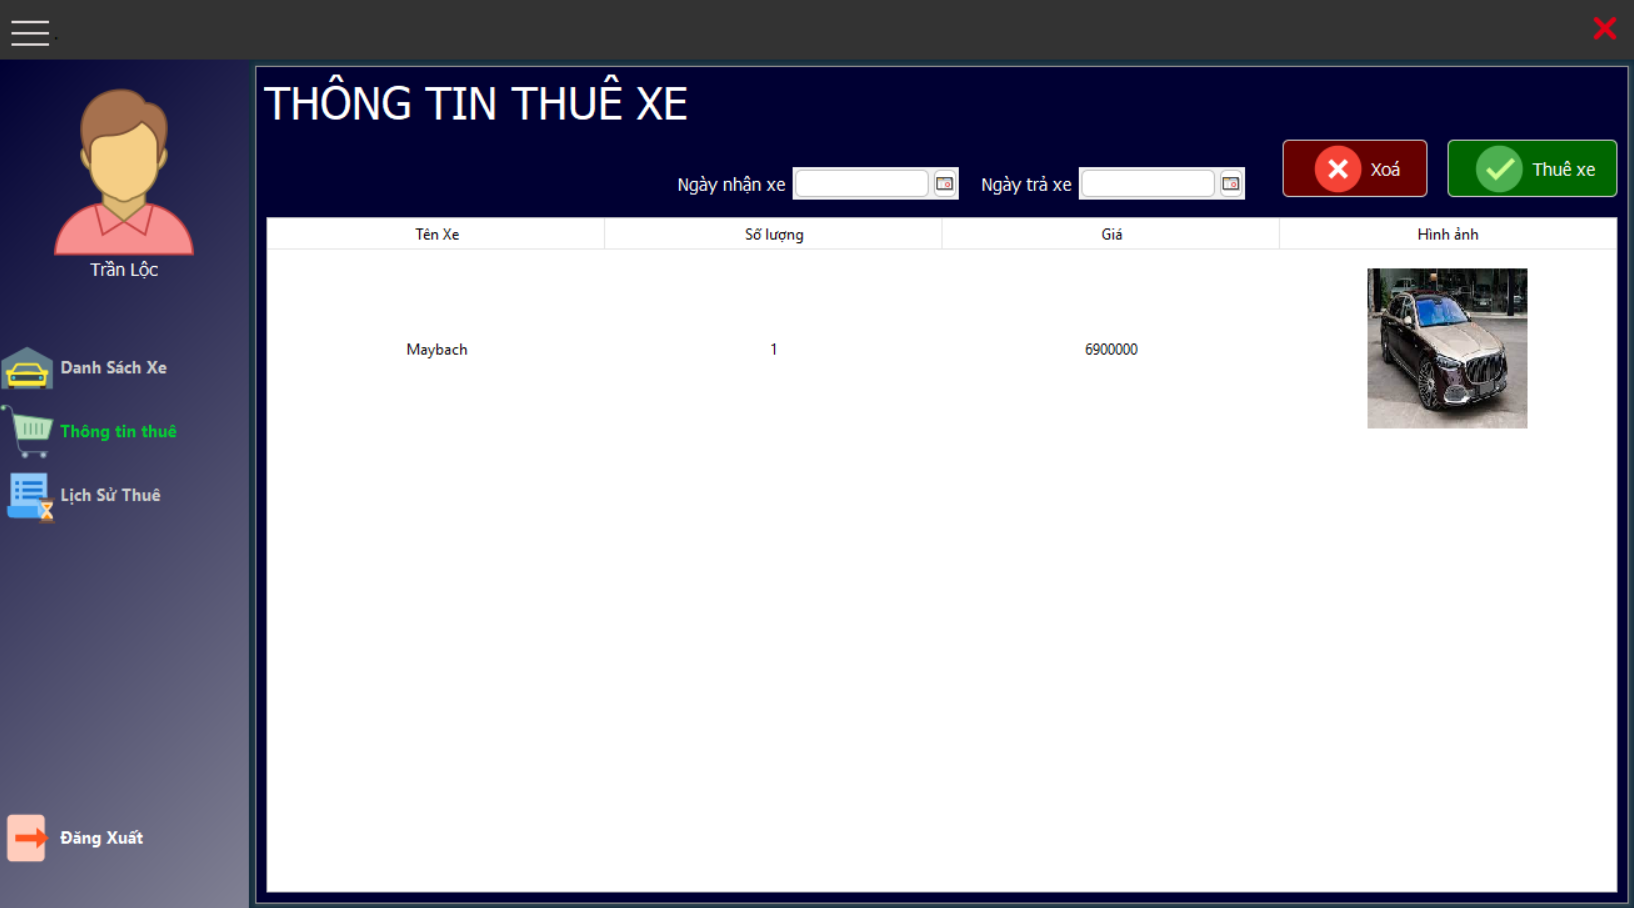 THÔNG TIN THUÊ XE
Ngày nhận xe
Ngày trả xe
Xoá
Thuê xe
Tên Xe
Số lượng
Giá
Hình ảnh
Maybach
1
6900000
Trần Lộc
Danh Sách Xe
Thông tin thuê
Lịch Sử Thuê
Đăng Xuất